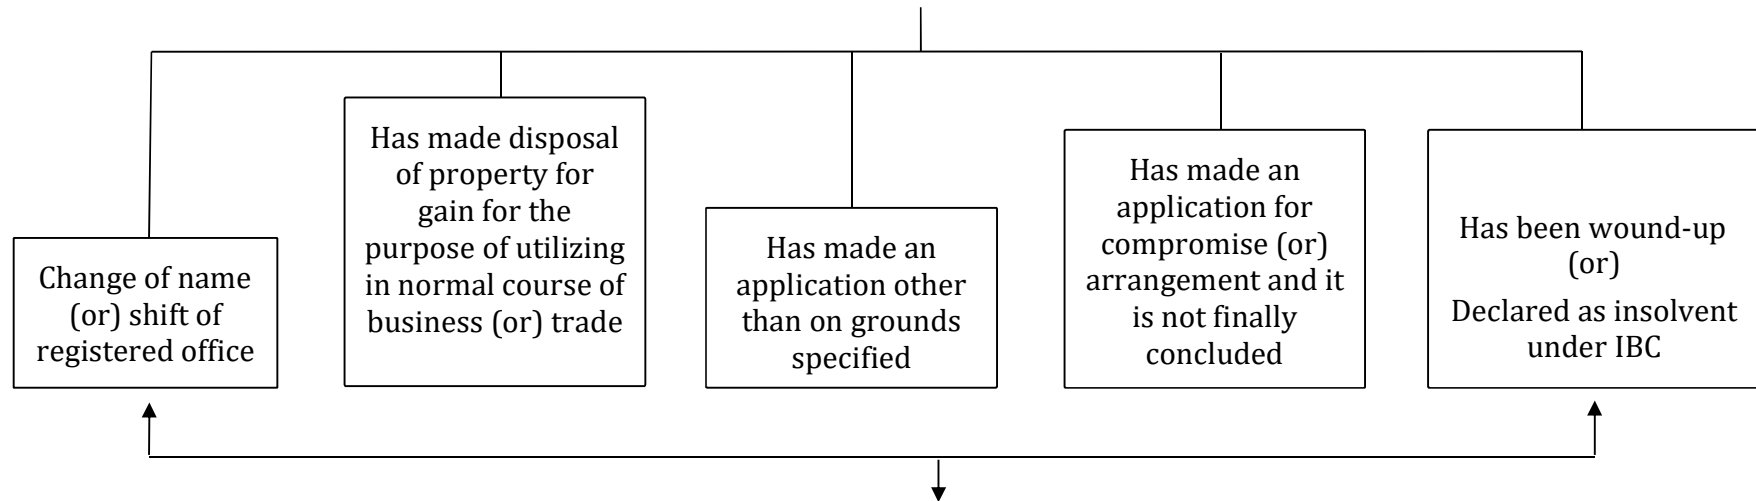 Change of name
(or) shift of
registered office
Has made disposal
of property for
gain for the
purpose of utilizing
in normal course of
business (or) trade
Has made an
application other
than on grounds
specified
Has made an
application for
compromise (or)
arrangement and it
is not finally
concluded
Has been wound-up
(or)
Declared as insolvent
under IBC